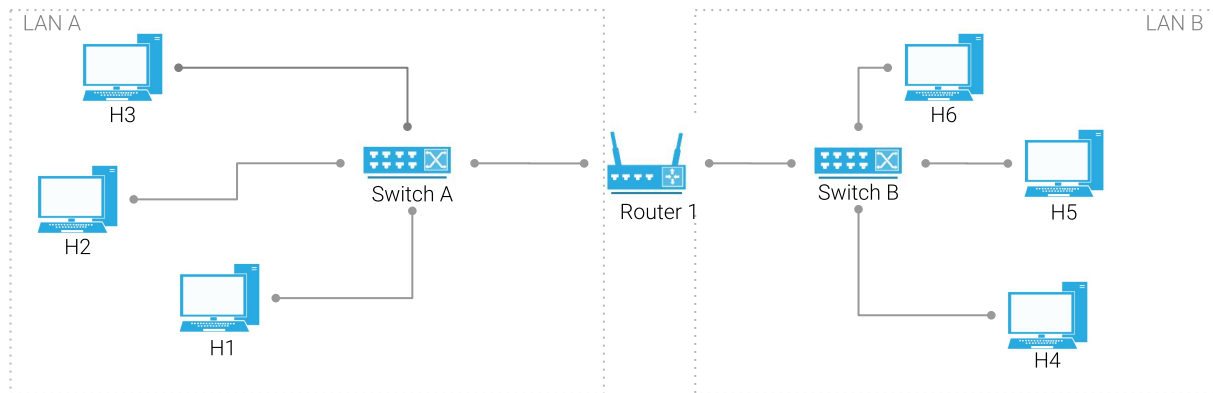 LAN A
LAN B
H3
H6
Switch A
Switch B
Router 1
H5
H2
H1
H4